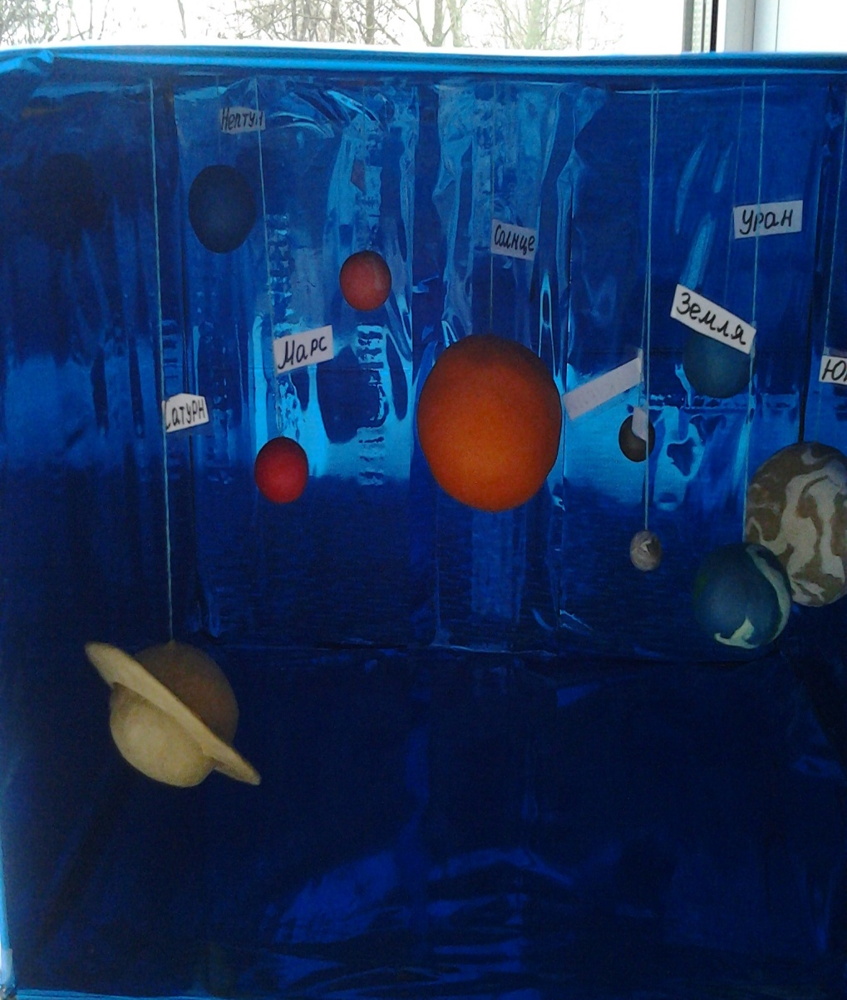 Нептун
Солнце
Уран
Земля
Марс
Ю
Сатурн